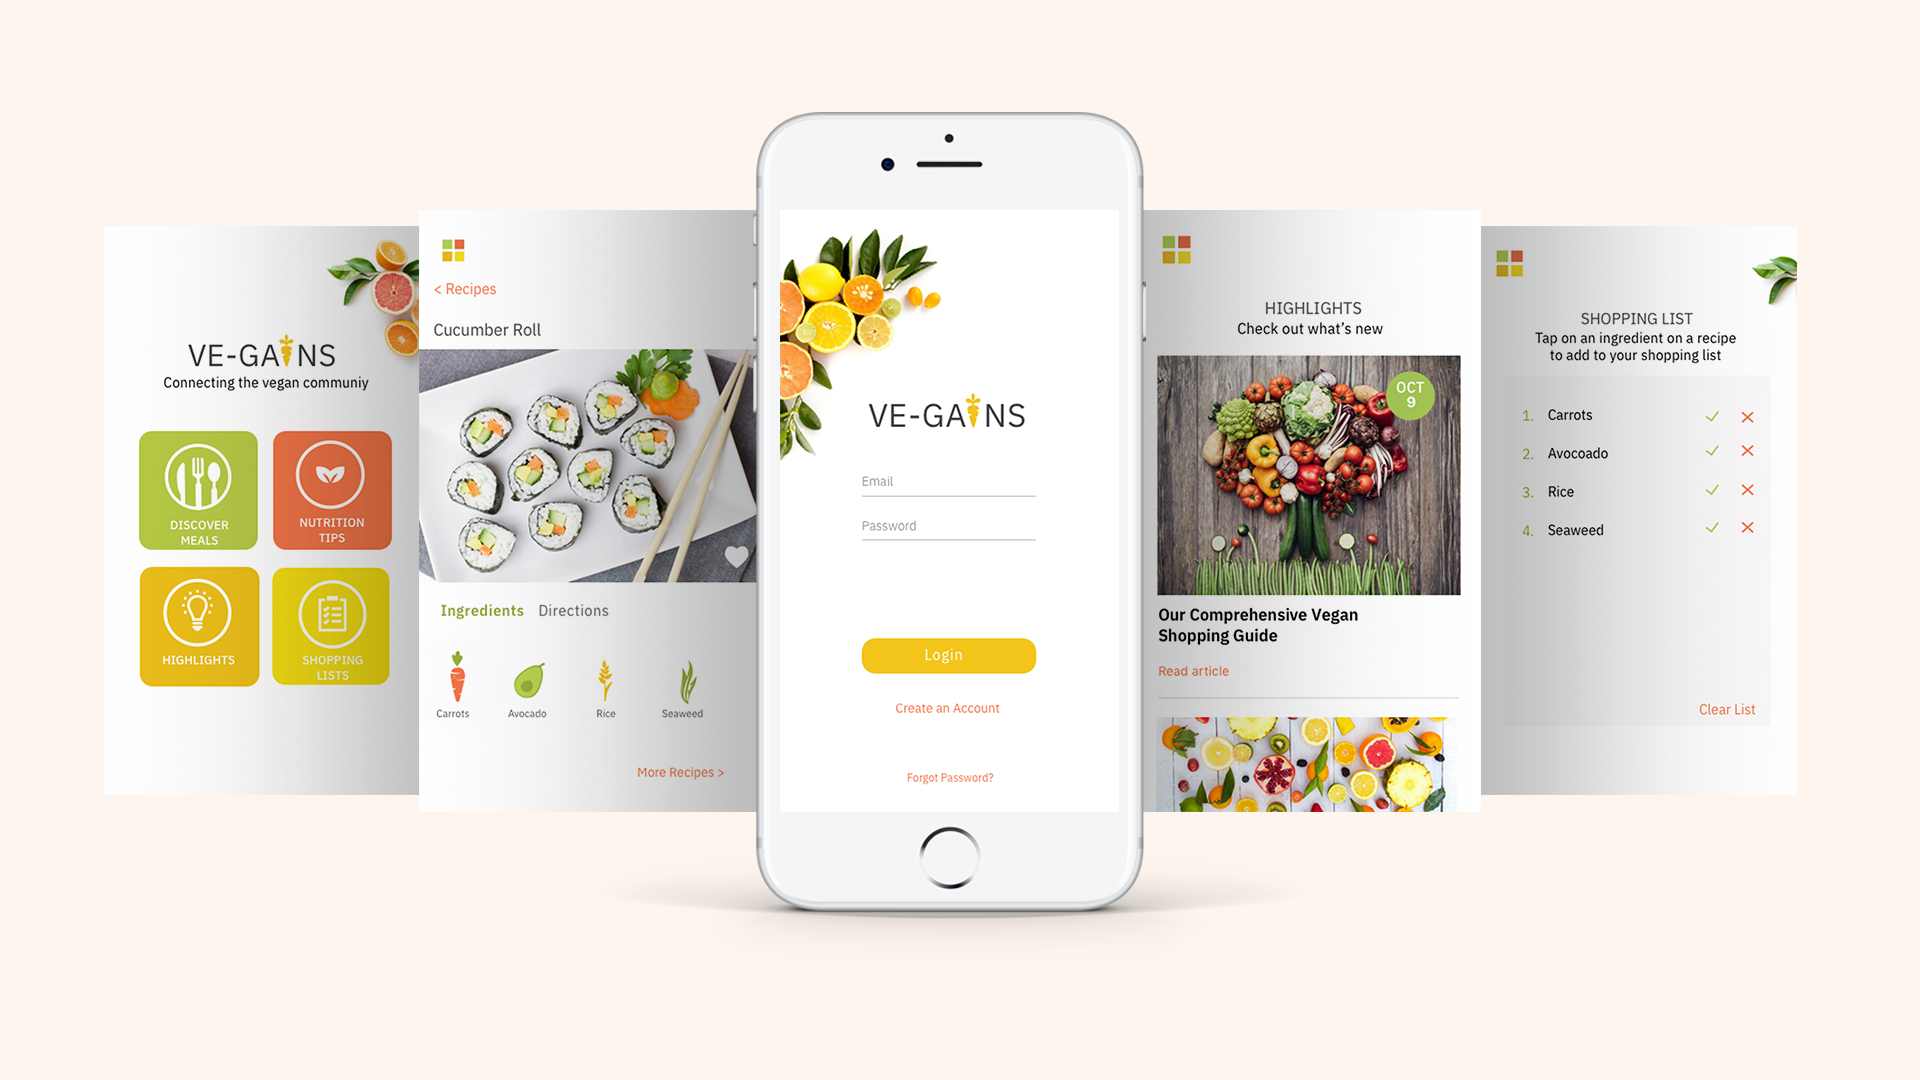 VE-GAINS
Connecting the vegan communiy
DISCOVER
MEALS
NUTRITION
TIPS
HIGHLIGHTS
SHOPPING
LISTS
< Recipes
Cucumber Roll
Ingredients Directions
Carrots Avocado Rice Seaweed
More Recipes >
VE-GAINS
Email
Password
Login
Create an Account
Forgot Password?
HIGHLIGHTS
Check out what's new
OCT
9
Our Comprehensive Vegan
Shopping Guide
Read article
SHOPPING LIST
Tap on an ingredient on a recipe
to add to your shopping list
1. Carrots
2. Avocoado
3. Rice
4. Seaweed
Clear List